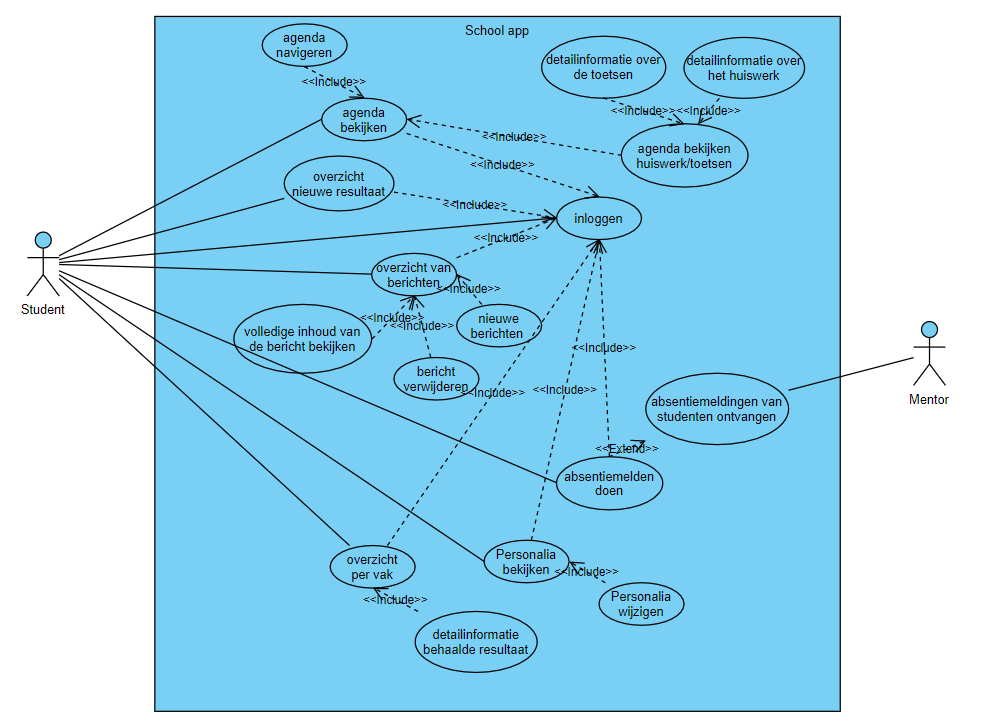 School app
agenda
navigeren
<<Include>>
agenda
bekijken
detailinformatie over
de toetsen
detailinformatie over
het huiswerk
<<Include>>
<<Include>>
<<Include>>
agenda bekijken
huiswerk/toetsen
<<Include>>
overzicht
nieuwe resultaat
<<Include>>
inloggen
<<Include>>
overzicht van
berichten
<<Include>>
Student
<<Include>>
<<Include>>
nieuwe
berichten
volledige inhoud van
de bericht bekijken
<<Include>>
bericht
verwijderen
<<Include>>
<<Include>>
Mentor
absentiemeldingen van
studenten ontvangen
<<Extend>>
absentiemelden
doen
overzicht
per vak
Personalia
bekijken
<<Include>>
Personalia
wijzigen
<<Include>>
detailinformatie
behaalde resultaat